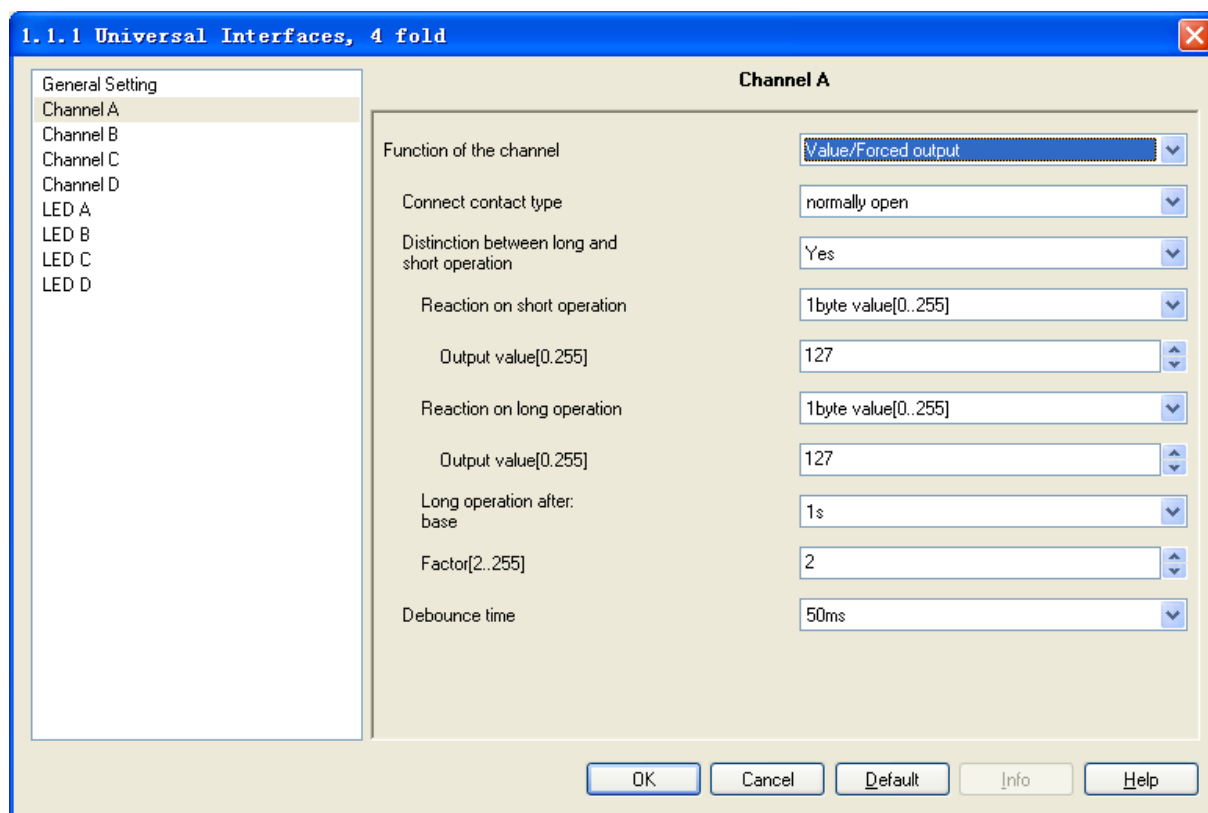 1.1.1 Universal Interfaces, 4 fold
General Setting
Channel A
Channel B
Channel C
Channel D
LED A
LED B
LED C
LED D
Channel A
Function of the channel
Value/Forced output
Connect contact type
normally open
Distinction between long and
short operation
Yes
Reaction on short operation
1byte value[0..255]
Output value[0.255]
127
Reaction on long operation
1byte value[0..255]
Output value[0.255]
127
Long operation after:
base
1s
Factor[2..255]
2
Debounce time
50ms
OK
Cancel
Default
Info
Help